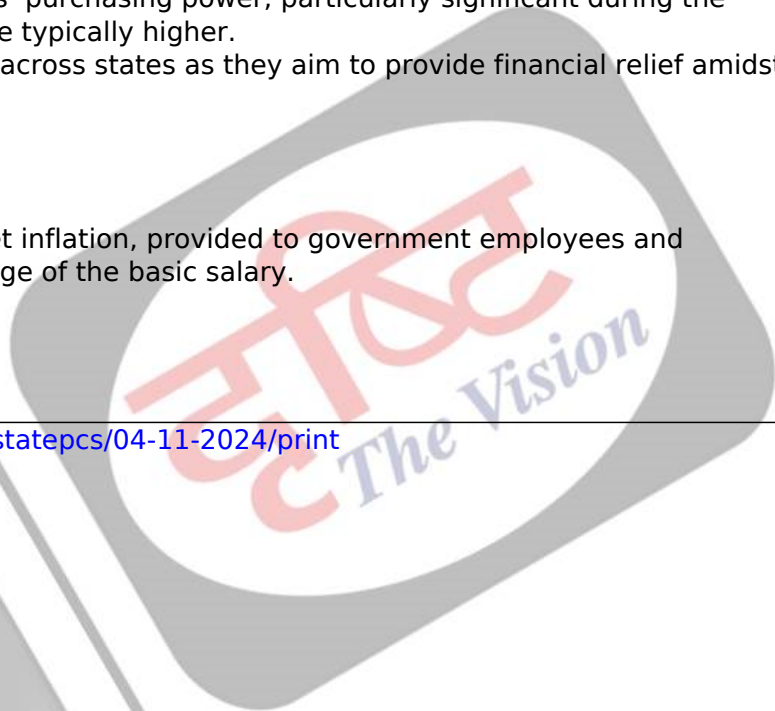 purchasing power, particularly significant during the
typically higher.
across states as they aim to provide financial relief amidst
inflation, provided to government employees and
of the basic salary.
statepcs/04-11-2024/print
दृष्टि
The Vision